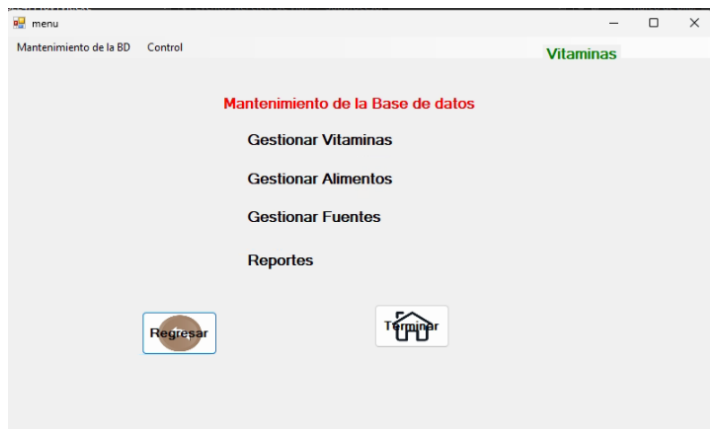 menu
Mantenimiento de la BD Control
Vitaminas
Mantenimiento de la Base de datos
Gestionar Vitaminas
Gestionar Alimentos
Gestionar Fuentes
Reportes
Regresar
Terminar